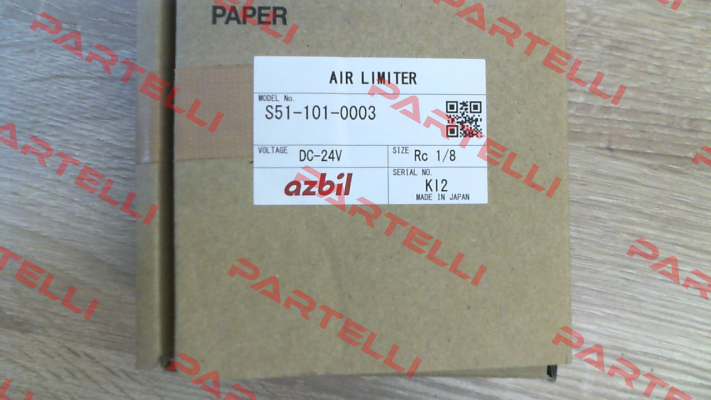 PAPER
AIR LIMITER
MODEL No.
S51-101-0003
VOLTAGE DC-24V
SIZE Rc 1/8
azbil
SERIAL NO.
KI2
MADE IN JAPAN
PARTELLI
PARTELLI
PARTELLI
PARTELLI
PARTELLI
PARTELLI
PARTELLI
PARTELLI